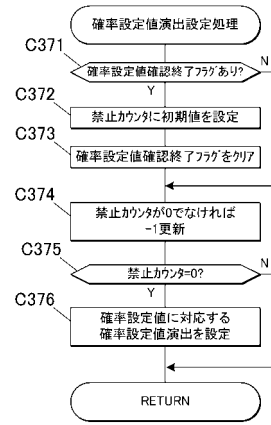 確率設定値演出設定処理
C371
確率設定値確認終了フラグあり?
N
Y
C372
禁止カウンタに初期値を設定
C373
確率設定値確認終了フラグをクリア
C374
禁止カウンタが0でなければ
-1更新
C375
禁止カウンタ=0?
N
Y
C376
確率設定値に対応する
確率設定値演出を設定
RETURN